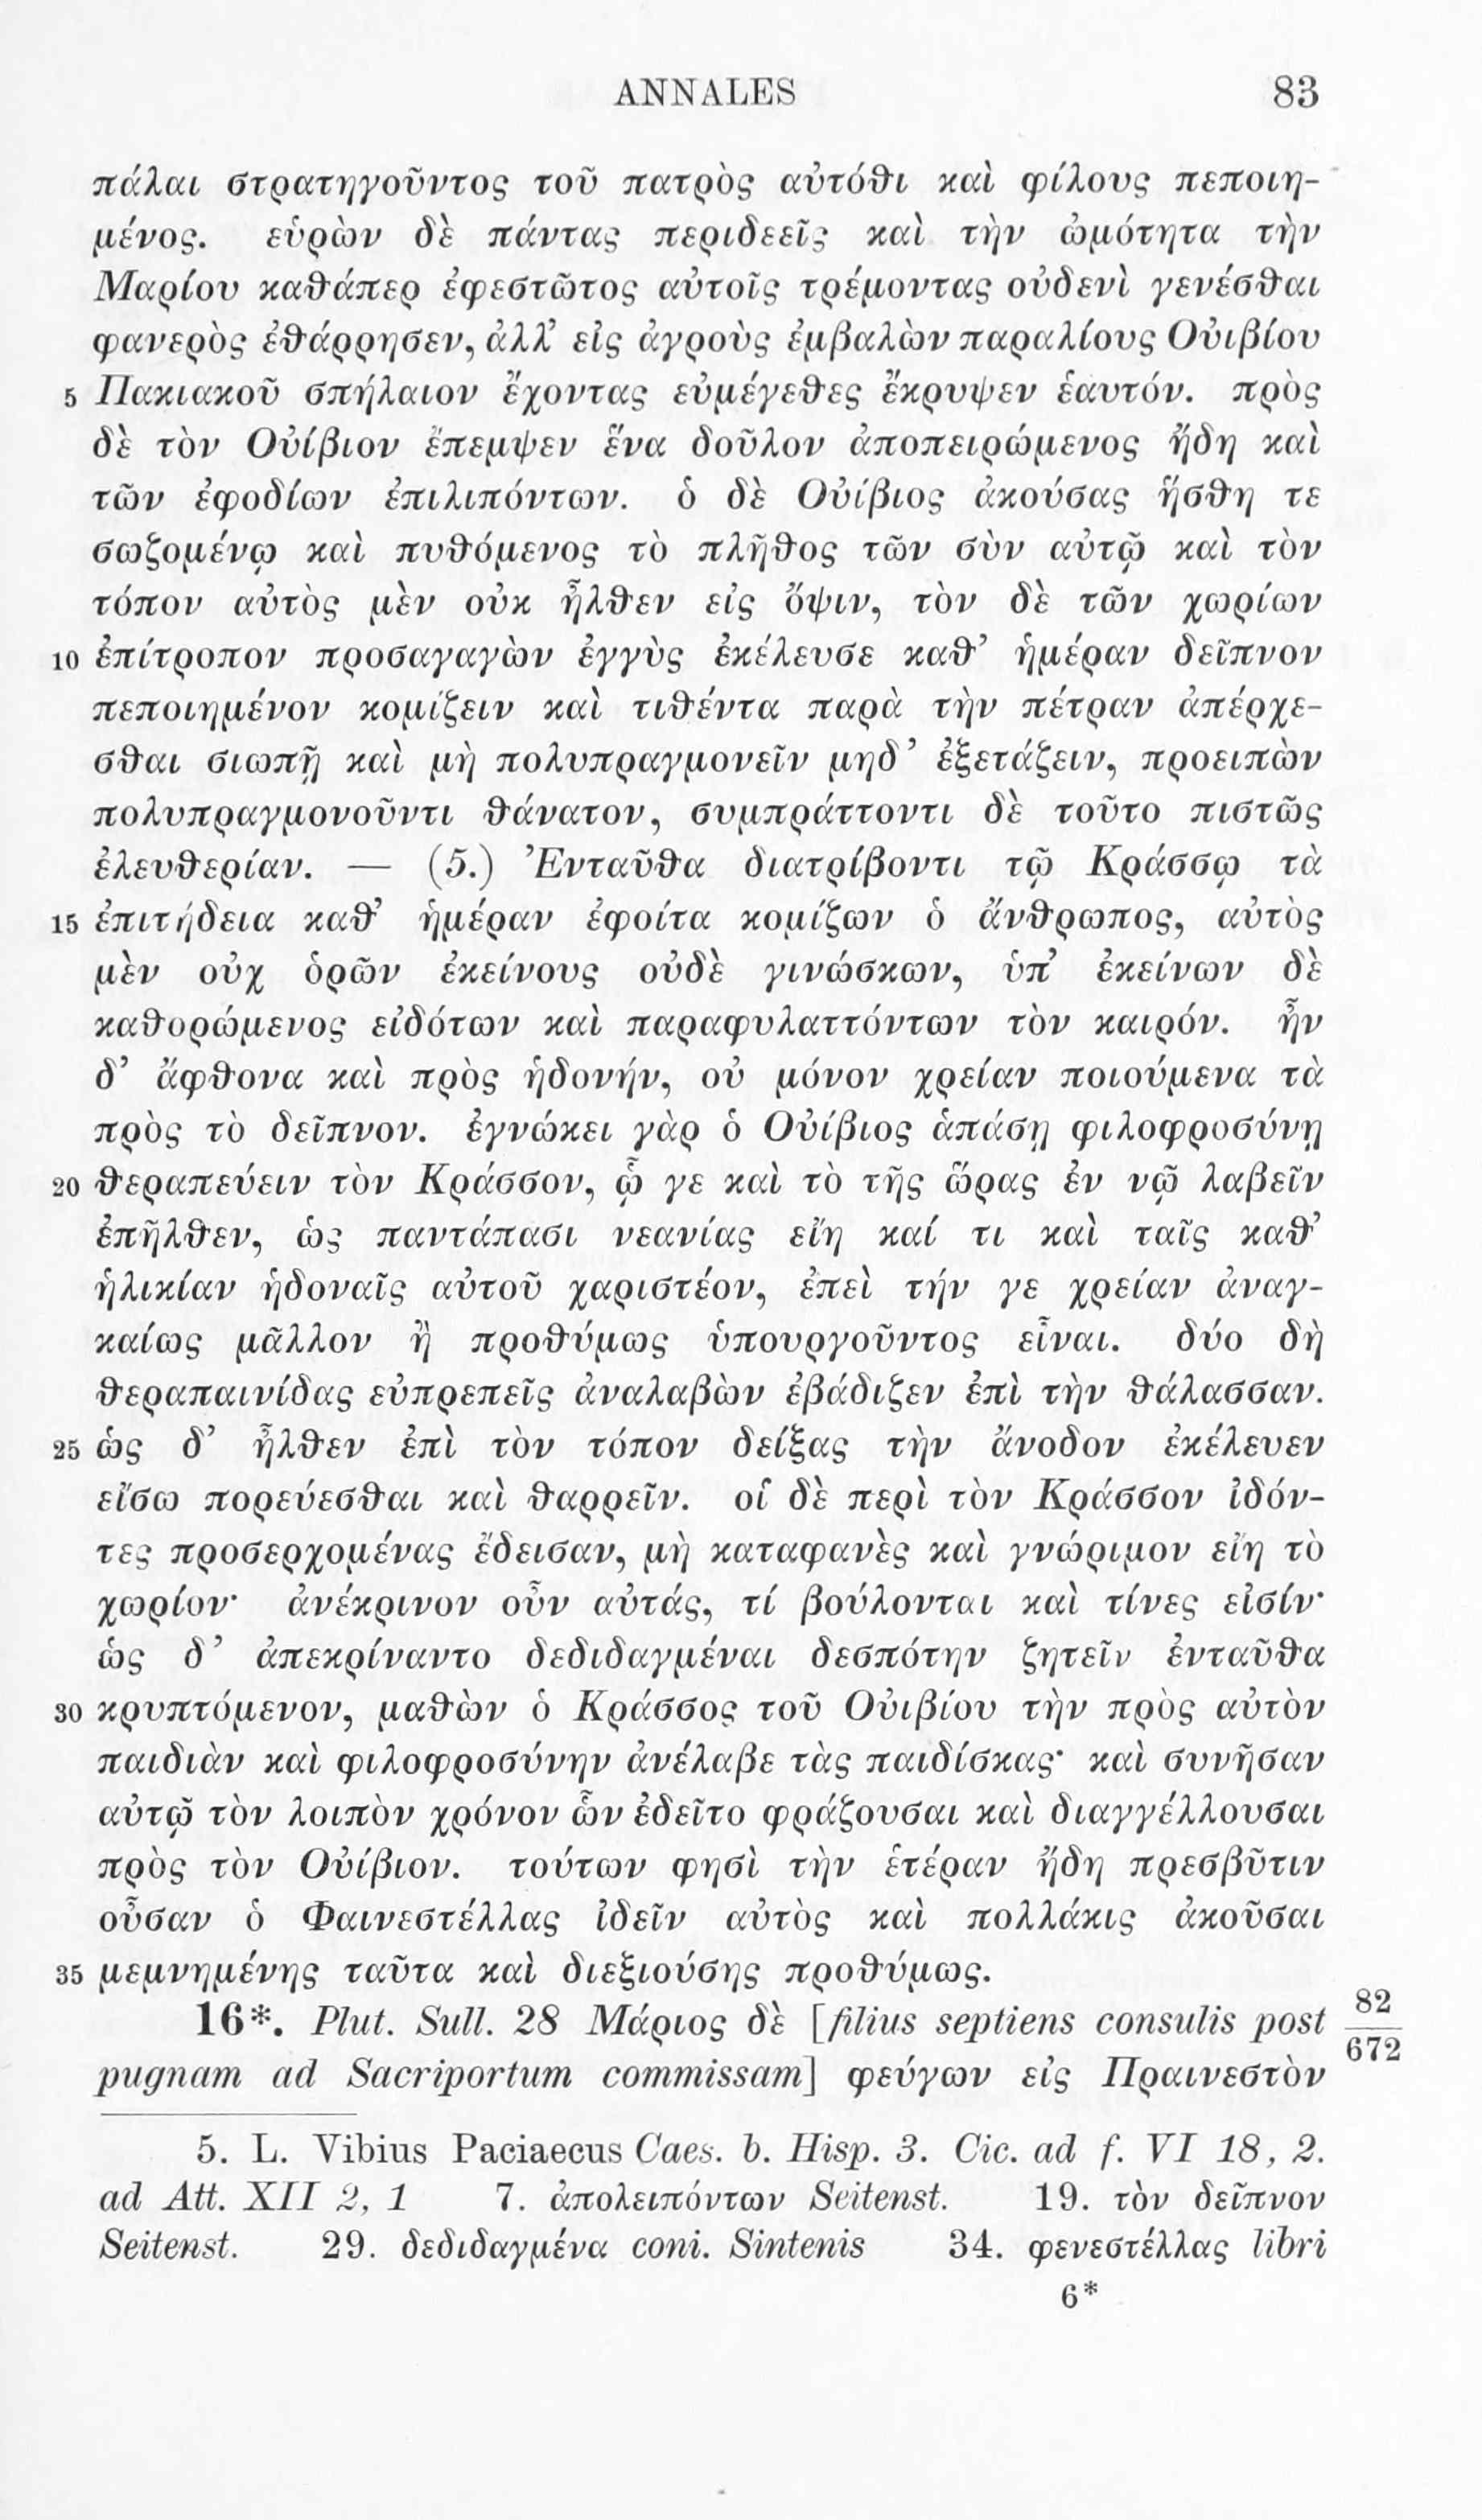 ANNALES 83
πάλαι στρατηγοῦντος τοῦ πατρὸς αὐτόθι καὶ φίλους πεποιη-
μένος. εὑρὼν δὲ πάντας περιδεεῖς καὶ τὴν ὠμότητα τὴν
Μαρίου καθάπερ ἐφεστῶτος αὐτοῖς τρέμοντας οὐδενὶ γενέσθαι
φανερὸς ἐθάρρησεν, ἀλλ’ εἰς ἀγροὺς ἐμβαλὼν παραλίους Οὐιβίου
5 Πακιακοῦ σπήλαιον ἔχοντας εὐμέγεθες ἔκρυψεν ἑαυτόν. πρὸς
δὲ τὸν Οὐίβιον ἔπεμψεν ἕνα δοῦλον ἀποπειρώμενος ἤδη καὶ
τῶν ἐφοδίων ἐπιλιπόντων. ὁ δὲ Οὐίβιος ἀκούσας ἥσθη τε
σωζομένῳ καὶ πυθόμενος τὸ πλῆθος τῶν σὺν αὐτῷ καὶ τὸν
τόπον αὐτὸς μὲν οὐκ ἦλθεν εἰς ὄψιν, τὸν δὲ τῶν χωρίων
10 ἐπίτροπον προσαγαγὼν ἐγγὺς ἐκέλευσε καθ’ ἡμέραν δεῖπνον
πεποιημένον κομίζειν καὶ τιθέντα παρὰ τὴν πέτραν ἀπέρχε-
σθαι σιωπῇ καὶ μὴ πολυπραγμονεῖν μηδ’ ἐξετάζειν, προειπὼν
πολυπραγμονοῦντι θάνατον, συμπράττοντι δὲ τοῦτο πιστῶς
ἐλευθερίαν. — (5.) Ἐνταῦθα διατρίβοντι τῷ Κράσσῳ τὰ
15 ἐπιτήδεια καθ’ ἡμέραν ἐφοίτα κομίζων ὁ ἄνθρωπος, αὐτὸς
μὲν οὐχ ὁρῶν ἐκείνους οὐδὲ γινώσκων, ὑπ’ ἐκείνων δὲ
καθορώμενος εἰδότων καὶ παραφυλαττόντων τὸν καιρόν. ἦν
δ’ ἄφθονα καὶ πρὸς ἡδονήν, οὐ μόνον χρείαν ποιούμενα τὰ
πρὸς τὸ δεῖπνον. ἐγνώκει γὰρ ὁ Οὐίβιος ἁπάσῃ φιλοφροσύνῃ
20 θεραπεύειν τὸν Κράσσον, ᾧ γε καὶ τὸ τῆς ὥρας ἐν νῷ λαβεῖν
ἐπῆλθεν, ὡς παντάπασι νεανίας εἴη καί τι καὶ ταῖς καθ’
ἡλικίαν ἡδοναῖς αὐτοῦ χαριστέον, ἐπεὶ τήν γε χρείαν ἀναγ-
καίως μᾶλλον ἢ προθύμως ὑπουργοῦντος εἶναι. δύο δὴ
θεραπαινίδας εὐπρεπεῖς ἀναλαβὼν ἐβάδιζεν ἐπὶ τὴν θάλασσαν.
25 ὡς δ’ ἦλθεν ἐπὶ τὸν τόπον δείξας τὴν ἄνοδον ἐκέλευεν
εἴσω πορεύεσθαι καὶ θαρρεῖν. οἱ δὲ περὶ τὸν Κράσσον ἰδόν-
τες προσερχομένας ἔδεισαν, μὴ καταφανὲς καὶ γνώριμον εἴη τὸ
χωρίον· ἀνέκρινον οὖν αὐτάς, τί βούλονται καὶ τίνες εἰσίν·
ὡς δ’ ἀπεκρίναντο δεδιδαγμέναι δεσπότην ζητεῖν ἐνταῦθα
30 κρυπτόμενον, μαθὼν ὁ Κράσσος τοῦ Οὐιβίου τὴν πρὸς αὐτὸν
παιδιὰν καὶ φιλοφροσύνην ἀνέλαβε τὰς παιδίσκας· καὶ συνῆσαν
αὐτῷ τὸν λοιπὸν χρόνον ὧν ἐδεῖτο φράζουσαι καὶ διαγγέλλουσαι
πρὸς τὸν Οὐίβιον. τούτων φησὶ τὴν ἑτέραν ἤδη πρεσβῦτιν
οὖσαν ὁ Φαινεστέλλας ἰδεῖν αὐτὸς καὶ πολλάκις ἀκοῦσαι
35 μεμνημένης ταῦτα καὶ διεξιούσης προθύμως.
16*. Plut. Sull. 28 Μάριος δὲ [filius septiens consulis post 82/672
pugnam ad Sacriportum commissam] φεύγων εἰς Πραινεστὸν
5. L. Vibius Paciaecus Caes. b. Hisp. 3. Cic. ad f. VI 18, 2.
ad Att. XII 2, 1 7. ἀπολειπόντων Seitenst. 19. τὸν δεῖπνον
Seitenst. 29. δεδιδαγμένα coni. Sintenis 34. φενεστέλλας libri
6*